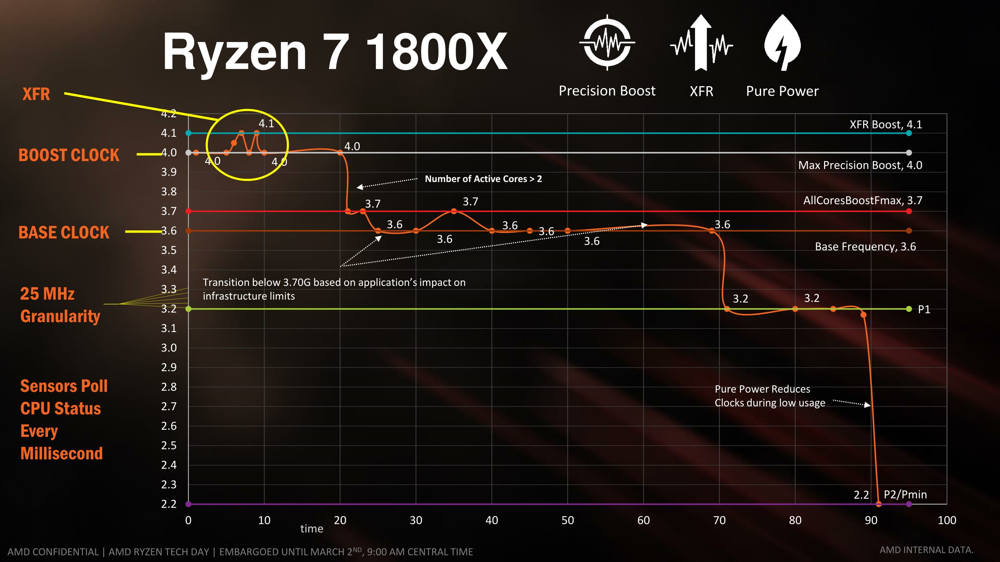 Ryzen 7 1800X
Precision Boost
XFR
Pure Power
XFR
BOOST CLOCK
BASE CLOCK
25 MHz
Granularity
Sensors Poll
CPU Status
Every
Millisecond
4.2
4.1
4.0
3.9
3.8
3.7
3.6
3.5
3.4
3.3
3.2
3.1
3.0
2.9
2.8
2.7
2.6
2.5
2.4
2.3
2.2
4.1
XFR Boost, 4.1
4.0
4.0
4.0
Max Precision Boost, 4.0
Number of Active Cores > 2
3.7
3.7
AllCoresBoostFmax, 3.7
3.6
3.6
3.6
3.6
3.6
3.6
Base Frequency, 3.6
Transition below 3.70G based on application’s impact on
infrastructure limits
3.2
3.2
P1
Pure Power Reduces
Clocks during low usage
2.2
P2/Pmin
0 10 20 30 40 50 60 70 80 90 100
time
AMD CONFIDENTIAL | AMD RYZEN TECH DAY | EMBARGOED UNTIL MARCH 2ND, 9:00 AM CENTRAL TIME
AMD INTERNAL DATA.